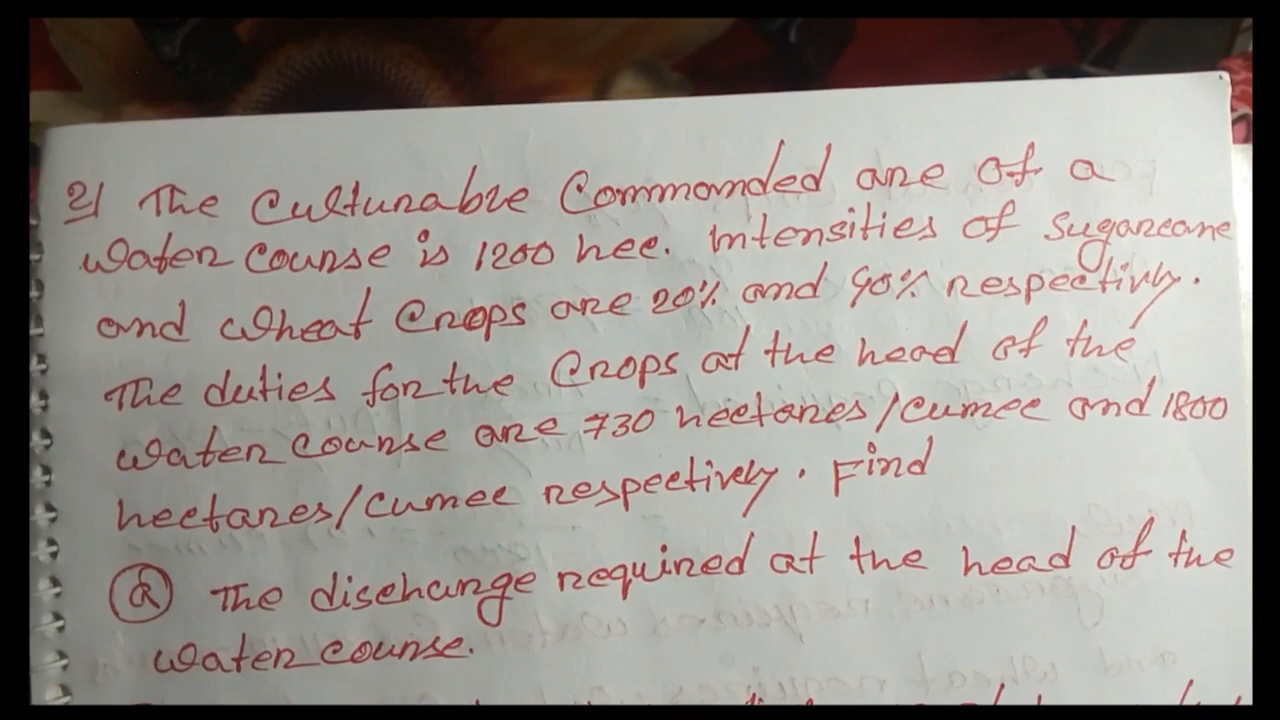 2) The Culturable Commanded are of a
water course is 1200 hec. Intensities of Sugarcane
and wheat Crops are 20% and 40% respectivly.
The duties for the Crops at the head of the
water course are 730 hectares/cumec and 1800
hectares/cumec respectively. Find
(a) The discharge required at the head of the
water course.